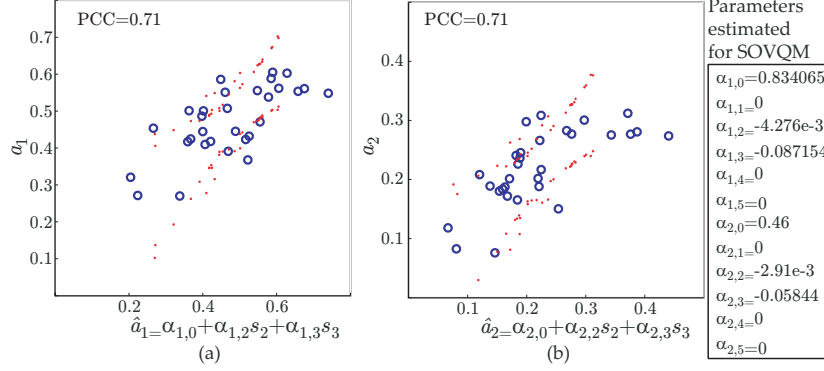 PCC=0.71
0.7
0.6
0.5
0.4
0.3
0.2
0.1
a₁
0.2 0.4 0.6
â₁₌α₁,₀+α₁,₂s₂+α₁,₃s₃
(a)
PCC=0.71
0.4
0.3
0.2
0.1
a₂
0.2 0.4
â₂₌α₂,₀+α₂,₂s₂+α₂,₃s₃
(b)
Parameters
estimated
for SOVQM
α₁,₀=0.834065
α₁,₁₌0
α₁,₂₌-4.276e-3
α₁,₃₌-0.087154
α₁,₄₌0
α₁,₅₌0
α₂,₀=0.46
α₂,₁₌0
α₂,₂₌-2.91e-3
α₂,₃₌-0.05844
α₂,₄₌0
α₂,₅=0